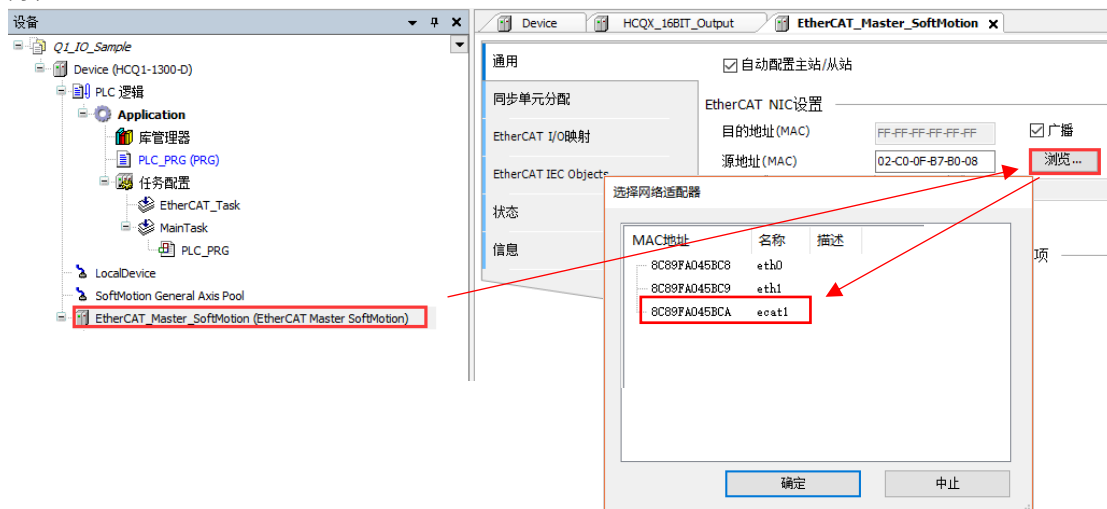 设备
Q1_IO_Sample
Device (HCQ1-1300-D)
PLC 逻辑
Application
库管理器
PLC_PRG (PRG)
任务配置
EtherCAT_Task
MainTask
PLC_PRG
LocalDevice
SoftMotion General Axis Pool
EtherCAT_Master_SoftMotion (EtherCAT Master SoftMotion)
Device HCQX_16BIT_Output EtherCAT_Master_SoftMotion
通用
同步单元分配
EtherCAT I/O映射
EtherCAT IEC Objects
状态
信息
自动配置主站/从站
EtherCAT NIC设置
目的地址(MAC) FF-FF-FF-FF-FF-FF 广播
源地址(MAC) 02-C0-0F-B7-B0-08 浏览...
项
选择网络适配器
MAC地址 名称 描述
8C89FA045BC8 eth0
8C89FA045BC9 eth1
8C89FA045BCA ecat1
确定 中止